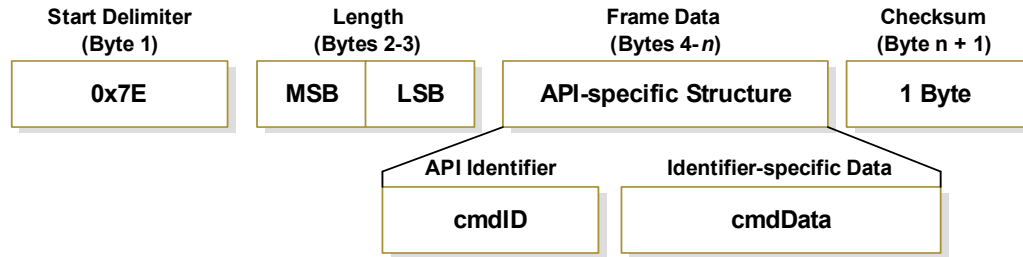 Start Delimiter
(Byte 1)
Length
(Bytes 2-3)
Frame Data
(Bytes 4-n)
Checksum
(Byte n + 1)
0x7E
MSB
LSB
API-specific Structure
1 Byte
API Identifier
Identifier-specific Data
cmdID
cmdData